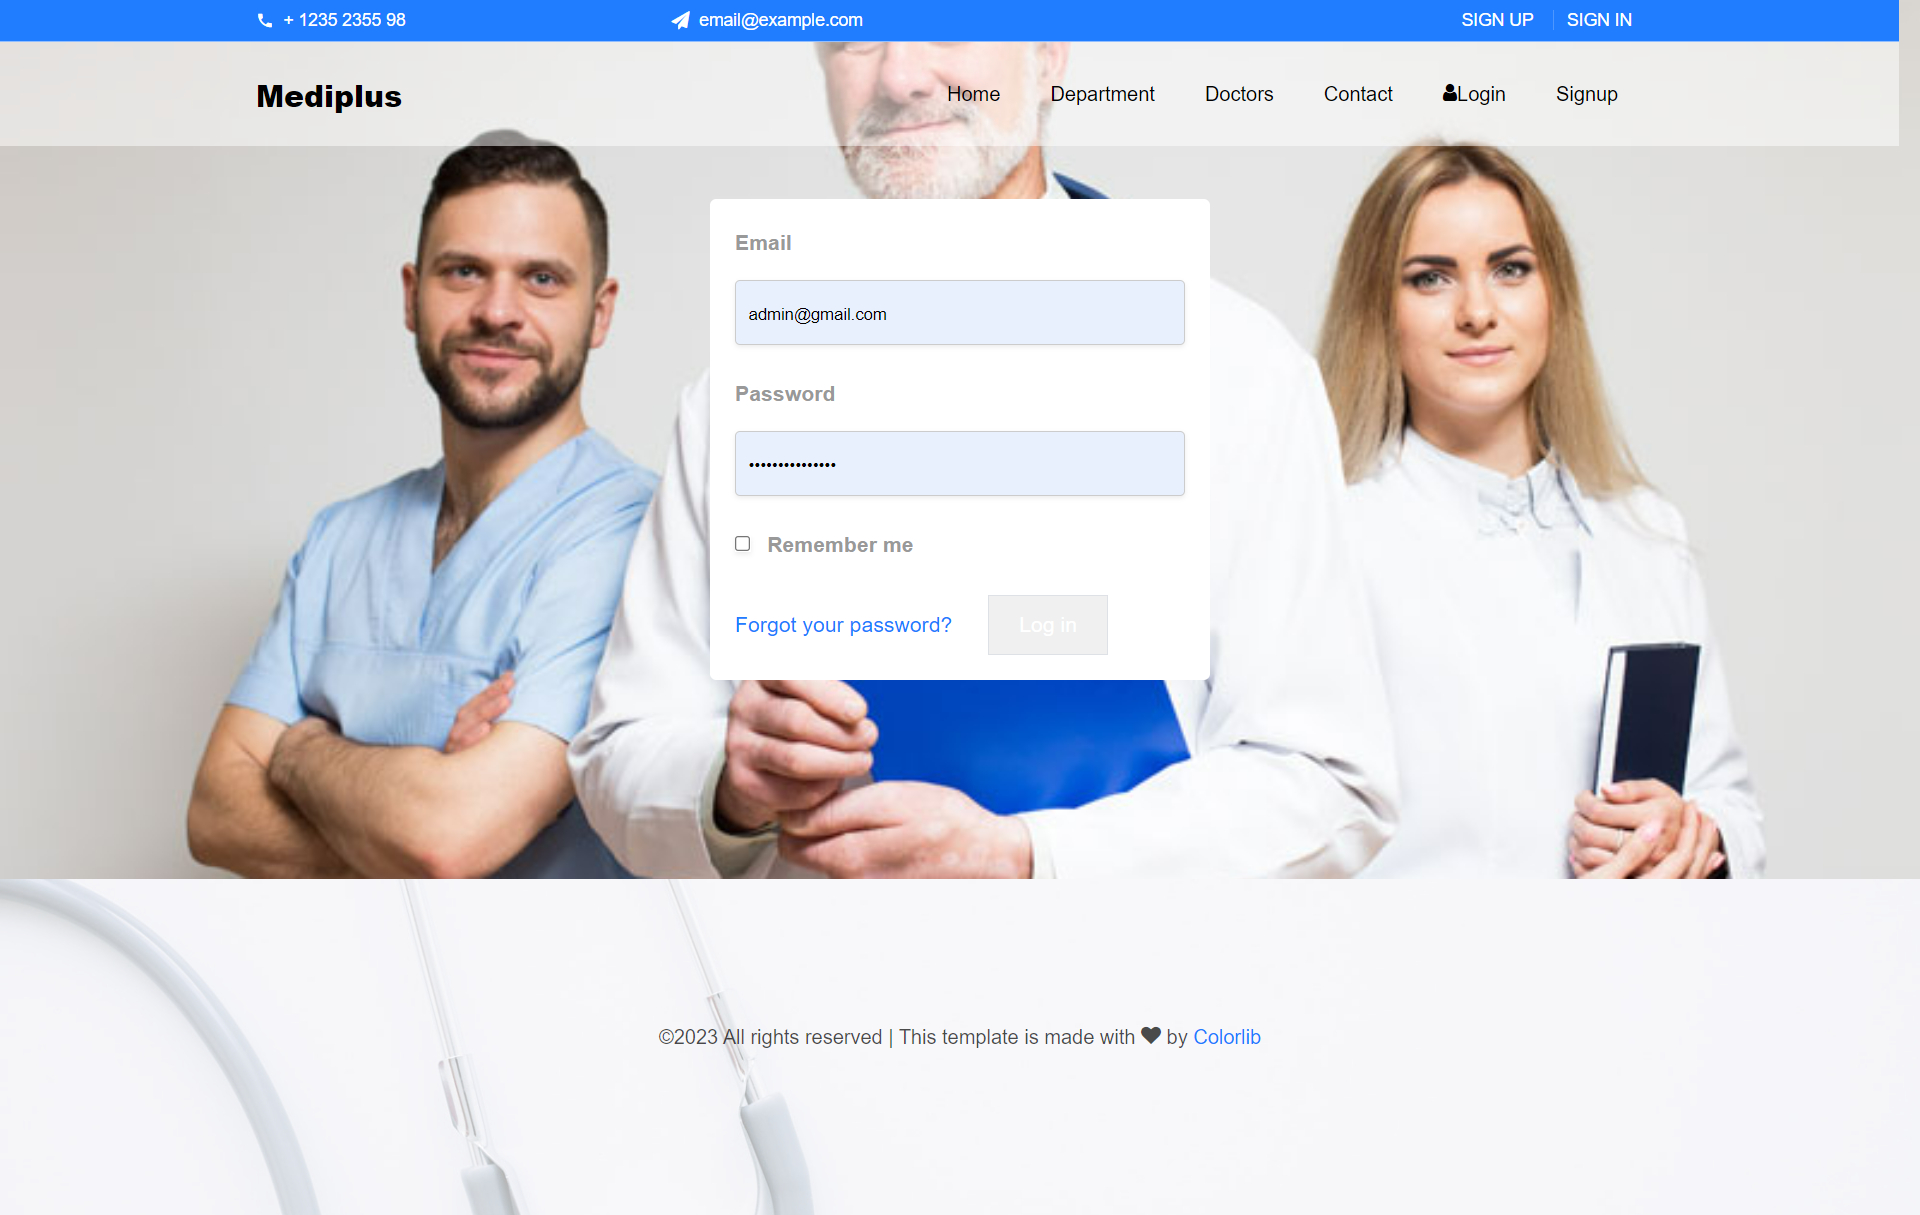 + 1235 2355 98
email@example.com
SIGN UP
SIGN IN
Mediplus
Home
Department
Doctors
Contact
Login
Signup
Email
admin@gmail.com
Password
•••••••••••••••
Remember me
Forgot your password?
Log in
©2023 All rights reserved | This template is made with ♥ by Colorlib